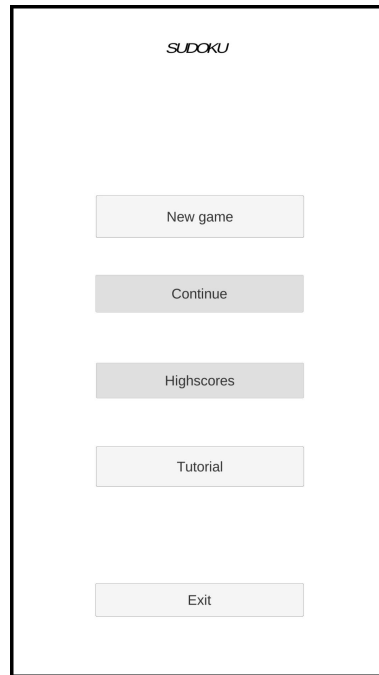 SUDOKU
New game
Continue
Highscores
Tutorial
Exit